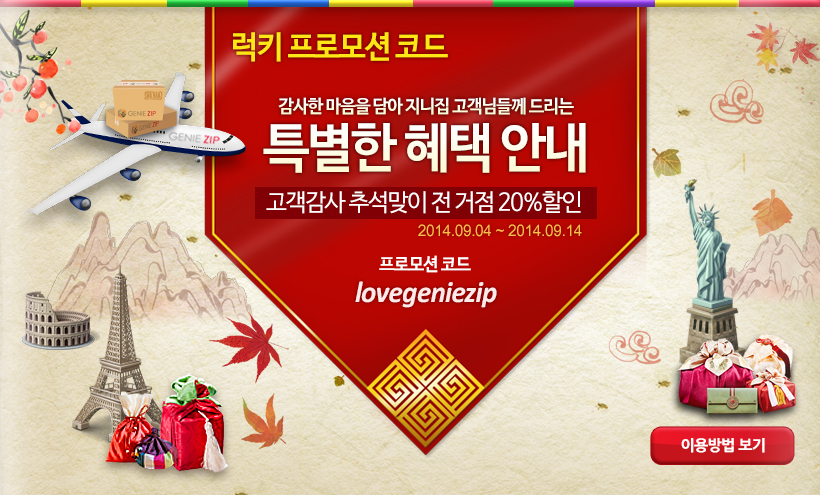 럭키 프로모션 코드
감사한 마음을 담아 지니집 고객님들께 드리는
특별한 혜택 안내
고객감사 추석맞이 전 거점 20%할인
2014.09.04 ~ 2014.09.14
프로모션 코드
lovegeniezip
GENIE ZIP
GENIE ZIP
GENIE ZIP
이용방법 보기